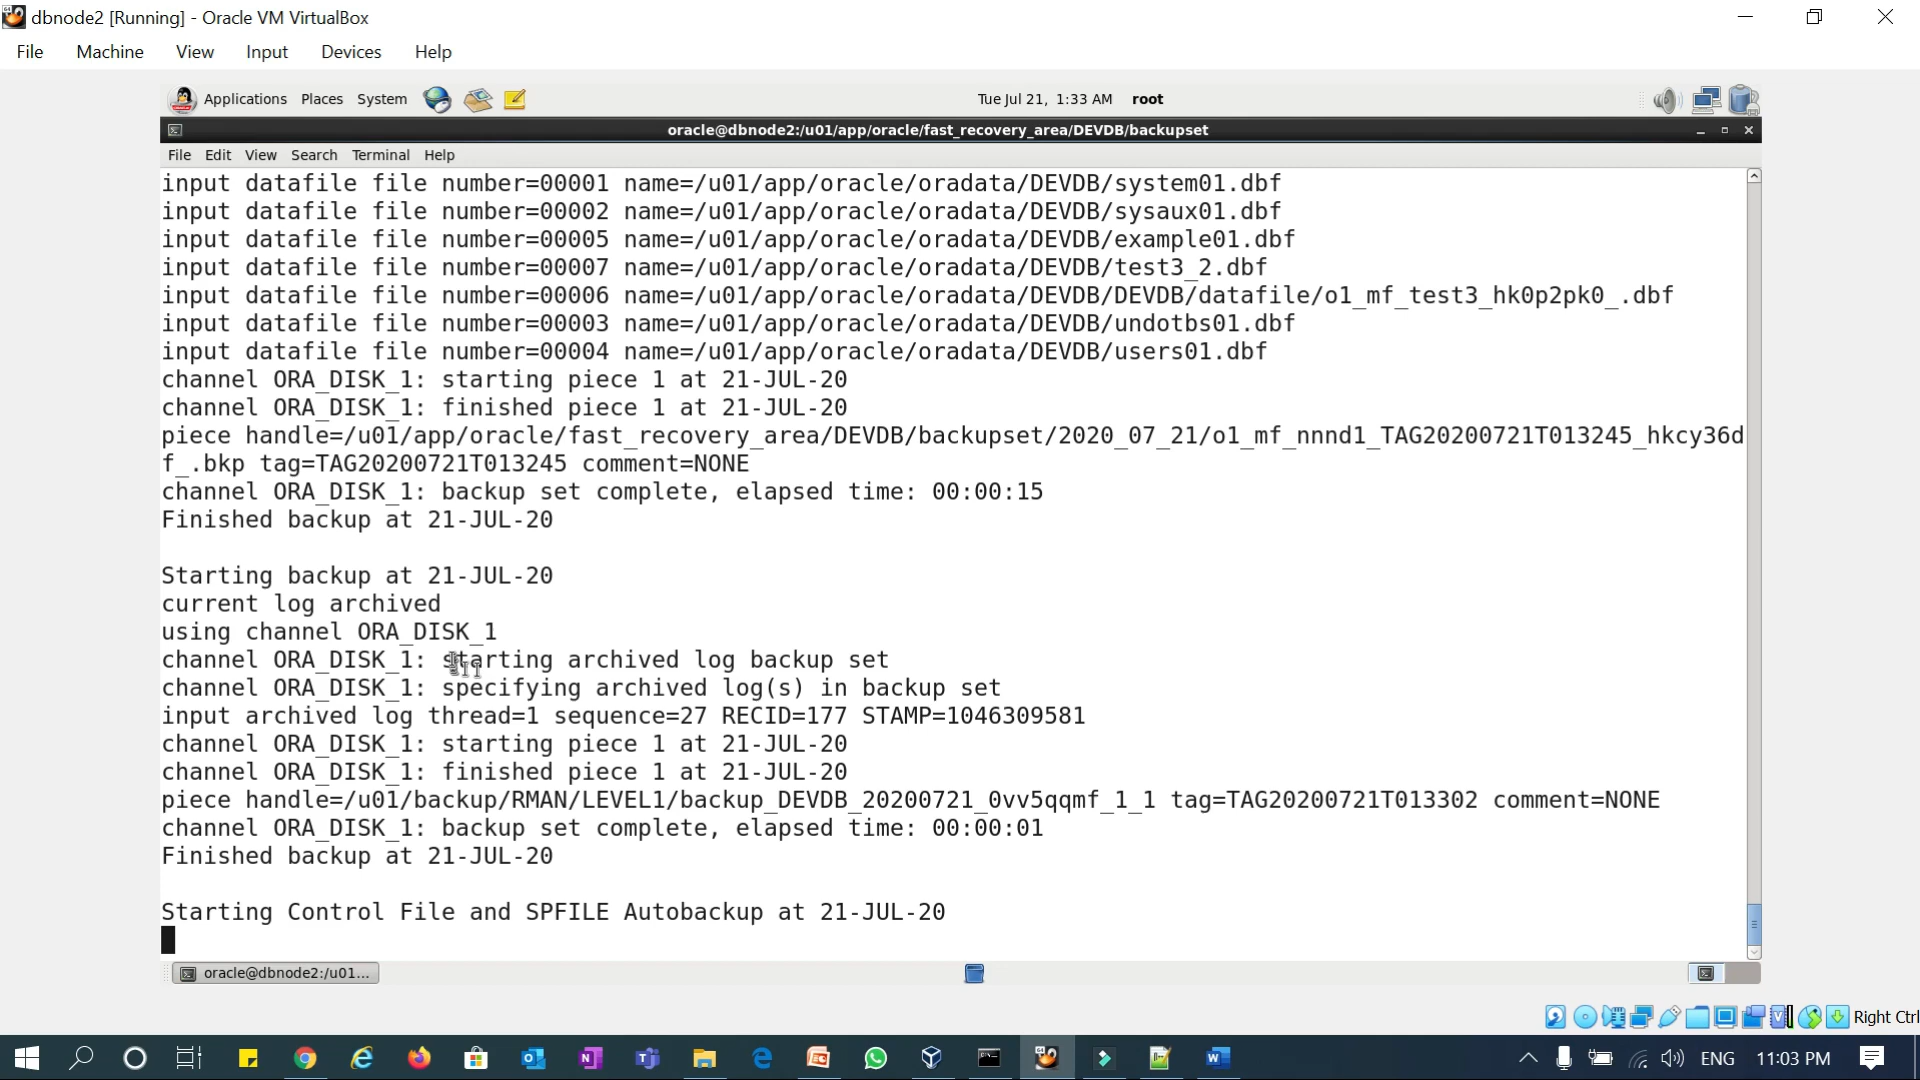 dbnode2 [Running] - Oracle VM VirtualBox
File Machine View Input Devices Help
Applications Places System Tue Jul 21, 1:33 AM root
oracle@dbnode2:/u01/app/oracle/fast_recovery_area/DEVDB/backupset
File Edit View Search Terminal Help
input datafile file number=00001 name=/u01/app/oracle/oradata/DEVDB/system01.dbf
input datafile file number=00002 name=/u01/app/oracle/oradata/DEVDB/sysaux01.dbf
input datafile file number=00005 name=/u01/app/oracle/oradata/DEVDB/example01.dbf
input datafile file number=00007 name=/u01/app/oracle/oradata/DEVDB/test3_2.dbf
input datafile file number=00006 name=/u01/app/oracle/oradata/DEVDB/DEVDB/datafile/o1_mf_test3_hk0p2pk0_.dbf
input datafile file number=00003 name=/u01/app/oracle/oradata/DEVDB/undotbs01.dbf
input datafile file number=00004 name=/u01/app/oracle/oradata/DEVDB/users01.dbf
channel ORA_DISK_1: starting piece 1 at 21-JUL-20
channel ORA_DISK_1: finished piece 1 at 21-JUL-20
piece handle=/u01/app/oracle/fast_recovery_area/DEVDB/backupset/2020_07_21/o1_mf_nnnd1_TAG20200721T013245_hkcy36d
f_.bkp tag=TAG20200721T013245 comment=NONE
channel ORA_DISK_1: backup set complete, elapsed time: 00:00:15
Finished backup at 21-JUL-20
Starting backup at 21-JUL-20
current log archived
using channel ORA_DISK_1
channel ORA_DISK_1: starting archived log backup set
channel ORA_DISK_1: specifying archived log(s) in backup set
input archived log thread=1 sequence=27 RECID=177 STAMP=1046309581
channel ORA_DISK_1: starting piece 1 at 21-JUL-20
channel ORA_DISK_1: finished piece 1 at 21-JUL-20
piece handle=/u01/backup/RMAN/LEVEL1/backup_DEVDB_20200721_0vv5qqmf_1_1 tag=TAG20200721T013302 comment=NONE
channel ORA_DISK_1: backup set complete, elapsed time: 00:00:01
Finished backup at 21-JUL-20
Starting Control File and SPFILE Autobackup at 21-JUL-20
oracle@dbnode2:/u01...
Right Ctrl
ENG 11:03 PM